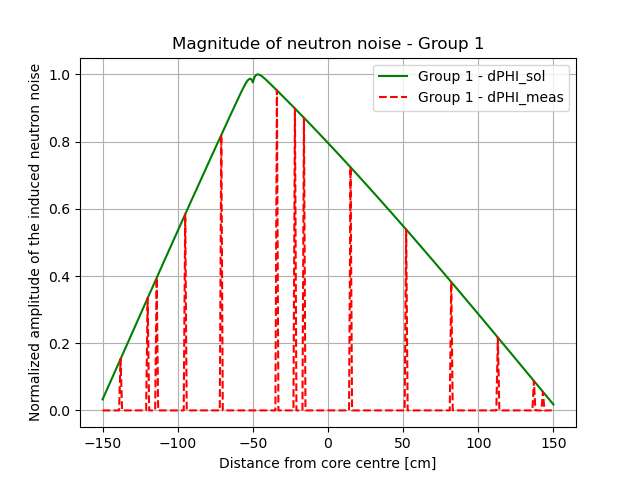 Magnitude of neutron noise - Group 1
Normalized amplitude of the induced neutron noise
1.0
0.8
0.6
0.4
0.2
0.0
Group 1 - dPHI_sol
Group 1 - dPHI_meas
−150
−100
−50
0
50
100
150
Distance from core centre [cm]